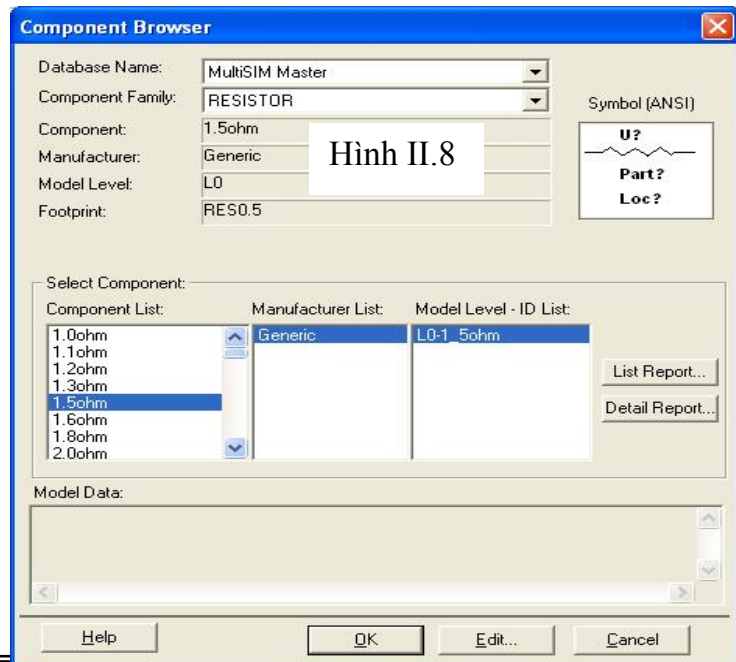 Component Browser
Database Name: MultiSIM Master
Component Family: RESISTOR
Symbol (ANSI)
Component: 1.5ohm
Manufacturer: Generic
Model Level: L0
Footprint: RES0.5
Hình II.8
U?
Part?
Loc?
Select Component:
Component List: Manufacturer List: Model Level - ID List:
1.0ohm Generic L0-1_5ohm
1.1ohm
1.2ohm
1.3ohm
1.5ohm
1.6ohm
1.8ohm
2.0ohm
List Report...
Detail Report...
Model Data:
Help OK Edit... Cancel